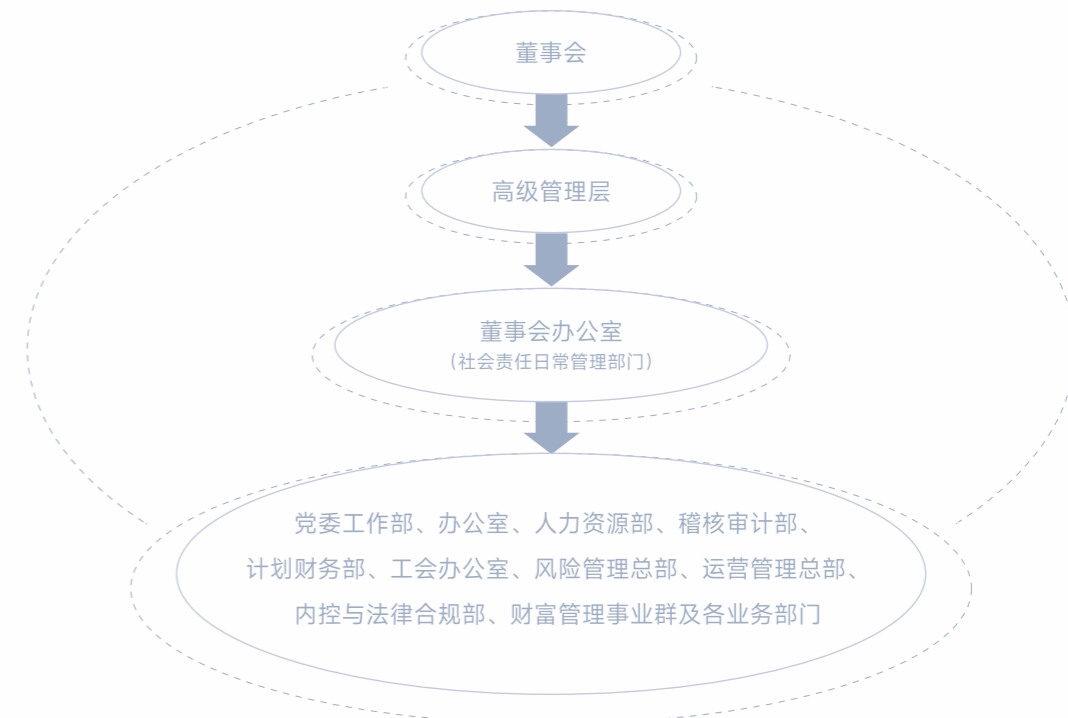 董事会
高级管理层
董事会办公室
(社会责任日常管理部门)
党委工作部、办公室、人力资源部、稽核审计部、
计划财务部、工会办公室、风险管理总部、运营管理总部、
内控与法律合规部、财富管理事业群及各业务部门